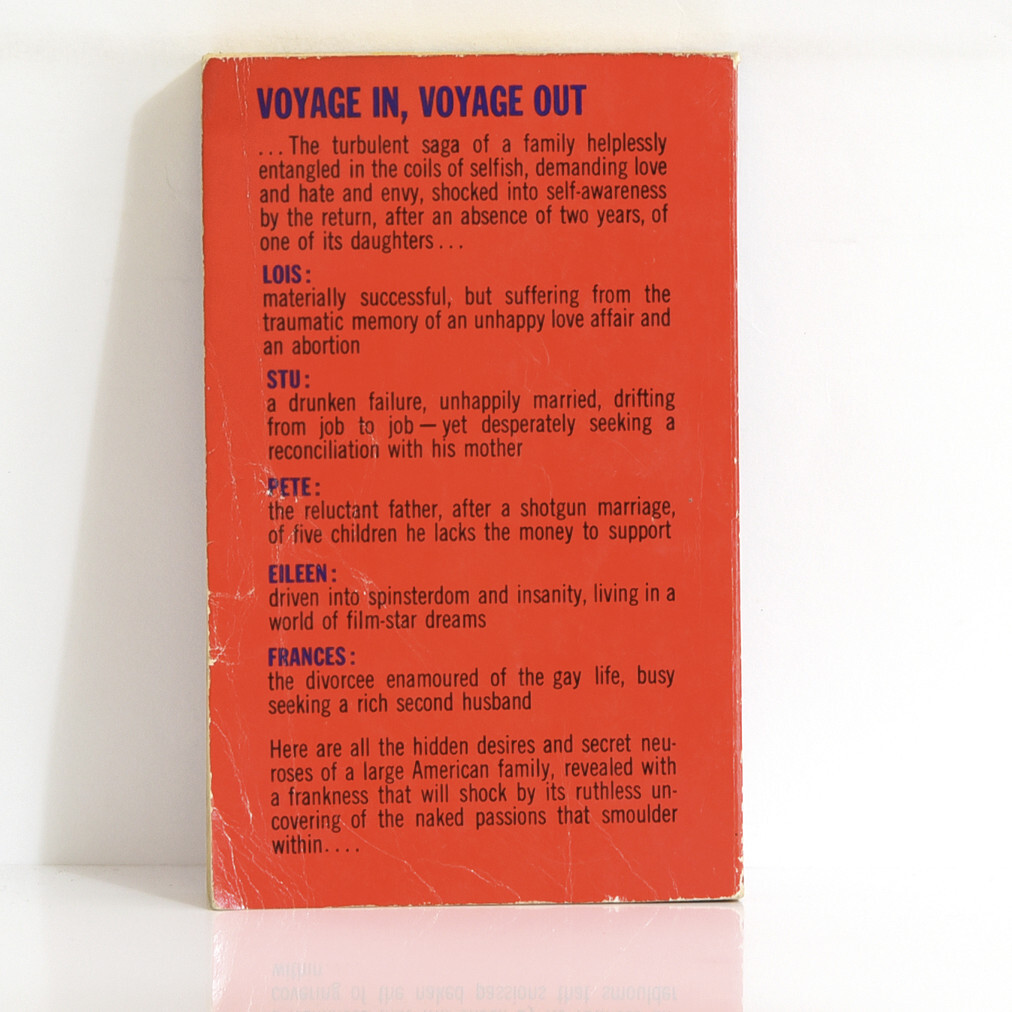 VOYAGE IN, VOYAGE OUT
...The turbulent saga of a family helplessly
entangled in the coils of selfish, demanding love
and hate and envy, shocked into self-awareness
by the return, after an absence of two years, of
one of its daughters...
LOIS:
materially successful, but suffering from the
traumatic memory of an unhappy love affair and
an abortion
STU:
a drunken failure, unhappily married, drifting
from job to job—yet desperately seeking a
reconciliation with his mother
PETE:
the reluctant father, after a shotgun marriage,
of five children he lacks the money to support
EILEEN:
driven into spinsterdom and insanity, living in a
world of film-star dreams
FRANCES:
the divorcee enamoured of the gay life, busy
seeking a rich second husband
Here are all the hidden desires and secret neu-
roses of a large American family, revealed with
a frankness that will shock by its ruthless un-
covering of the naked passions that smoulder
within....